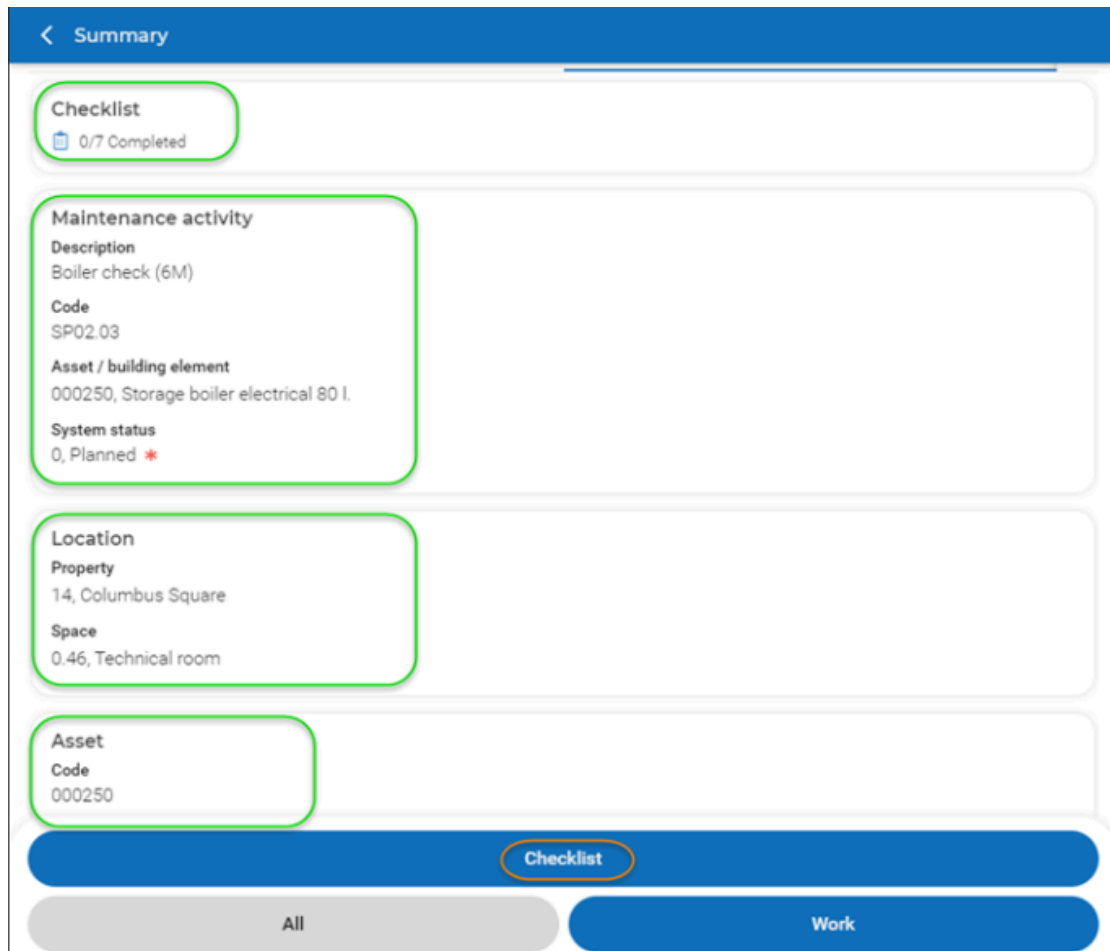 Summary
Checklist
0/7 Completed
Maintenance activity
Description
Boiler check (6M)
Code
SP02.03
Asset / building element
000250, Storage boiler electrical 80 l.
System status
0, Planned *
Location
Property
14, Columbus Square
Space
0.46, Technical room
Asset
Code
000250
Checklist
All
Work